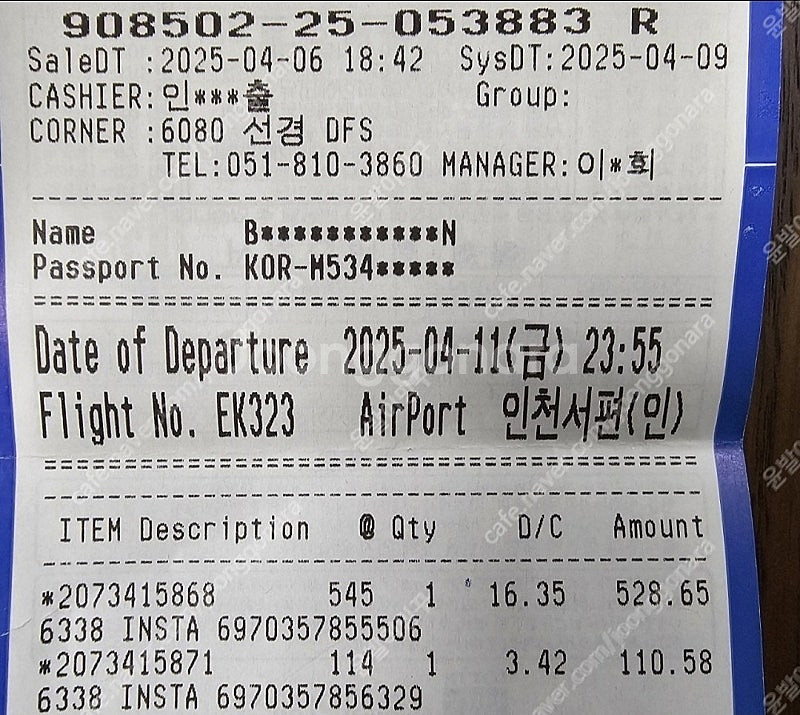 908502-25-053883 R
SaleDT :2025-04-06 18:42 SysDT:2025-04-09
CASHIER:인***출 Group:
CORNER :6080 선경 DFS
TEL:051-810-3860 MANAGER:이*희
Name B***********N
Passport No. KOR-M534*****
Date of Departure 2025-04-11(금) 23:55
Flight No. EK323 AirPort 인천서편(인)
ITEM Description @ Qty D/C Amount
*2073415868 545 1 16.35 528.65
6338 INSTA 6970357855506
*2073415871 114 1 3.42 110.58
6338 INSTA 6970357856329